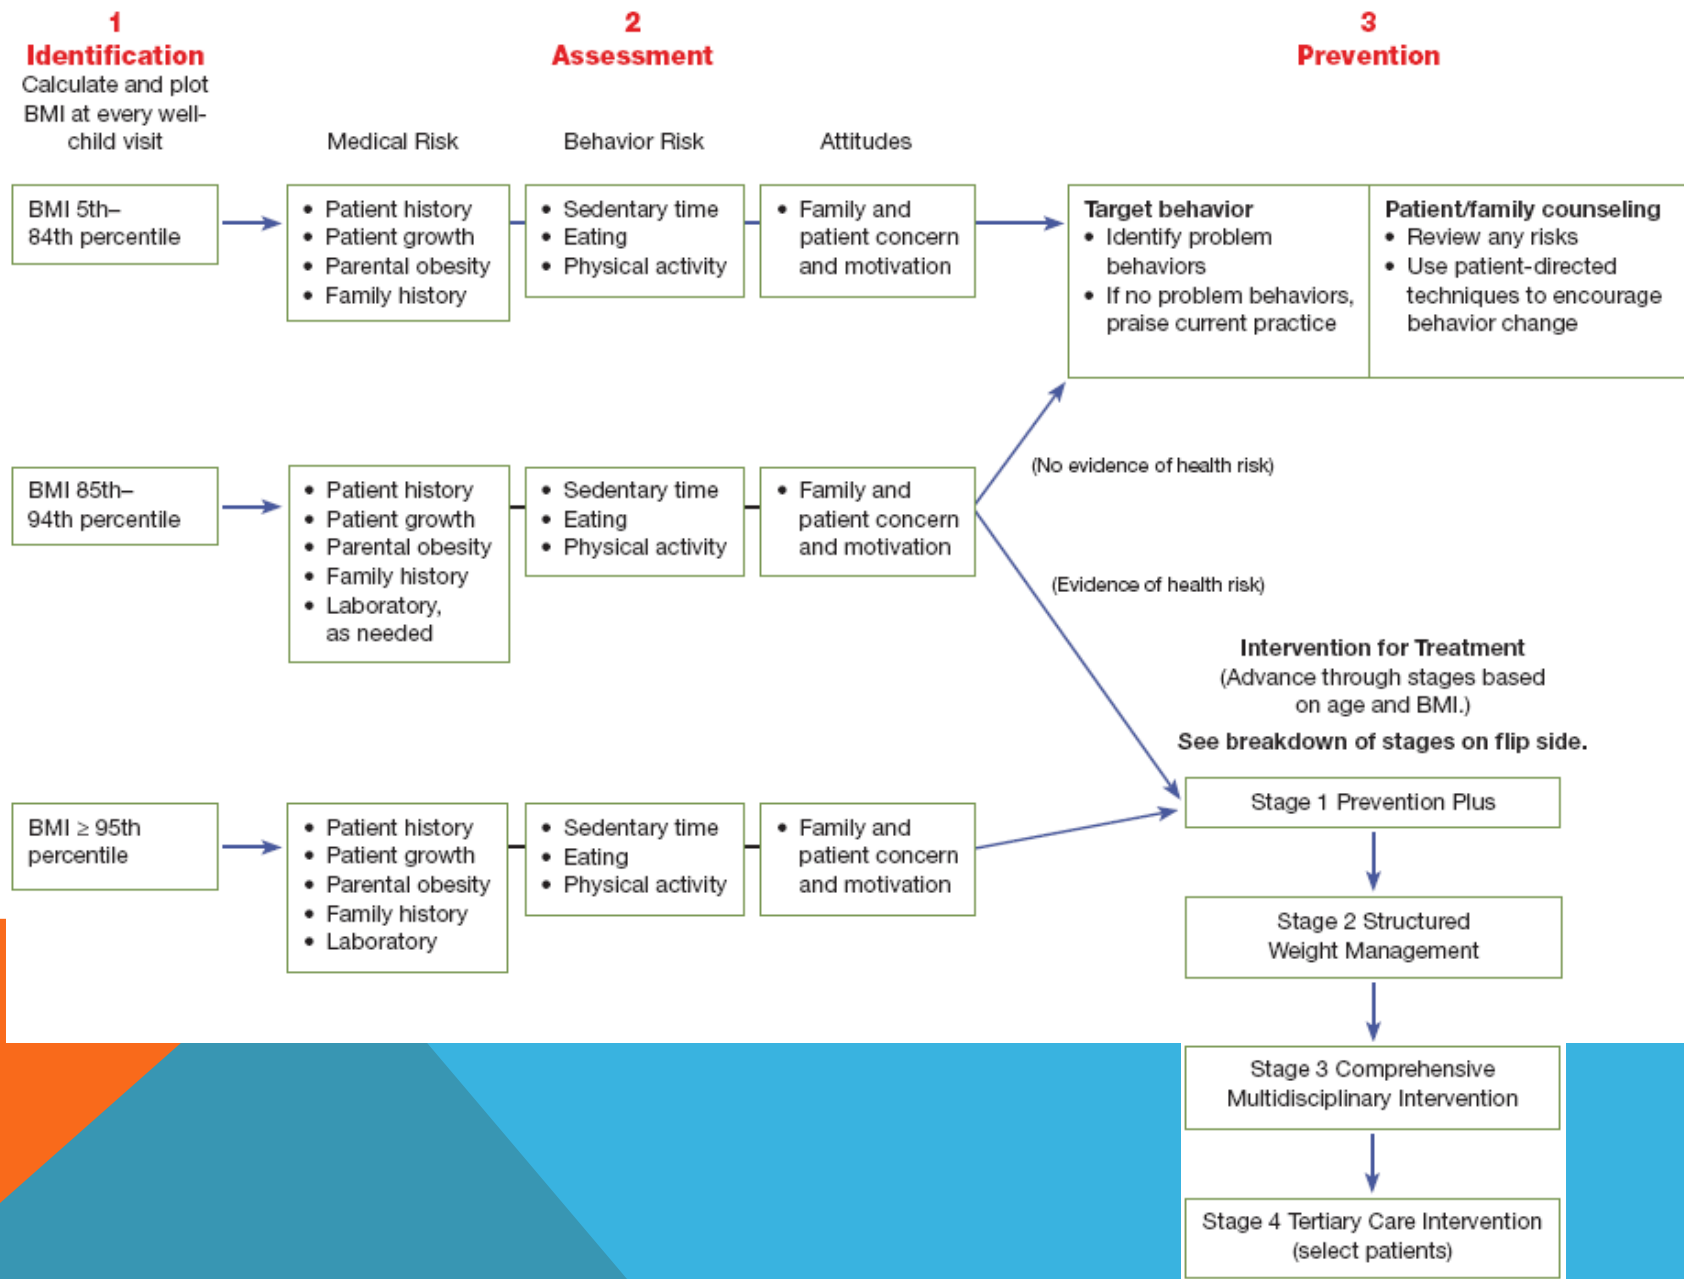 1
Identification
Calculate and plot
BMI at every well-
child visit
2
Assessment
Medical Risk
Behavior Risk
Attitudes
3
Prevention
BMI 5th–
84th percentile
• Patient history
• Patient growth
• Parental obesity
• Family history
• Sedentary time
• Eating
• Physical activity
• Family and
patient concern
and motivation
Target behavior
• Identify problem
behaviors
• If no problem behaviors,
praise current practice
Patient/family counseling
• Review any risks
• Use patient-directed
techniques to encourage
behavior change
BMI 85th–
94th percentile
• Patient history
• Patient growth
• Parental obesity
• Family history
• Laboratory,
as needed
• Sedentary time
• Eating
• Physical activity
• Family and
patient concern
and motivation
(No evidence of health risk)
(Evidence of health risk)
Intervention for Treatment
(Advance through stages based
on age and BMI.)
See breakdown of stages on flip side.
BMI ≥ 95th
percentile
• Patient history
• Patient growth
• Parental obesity
• Family history
• Laboratory
• Sedentary time
• Eating
• Physical activity
• Family and
patient concern
and motivation
Stage 1 Prevention Plus
Stage 2 Structured
Weight Management
Stage 3 Comprehensive
Multidisciplinary Intervention
Stage 4 Tertiary Care Intervention
(select patients)